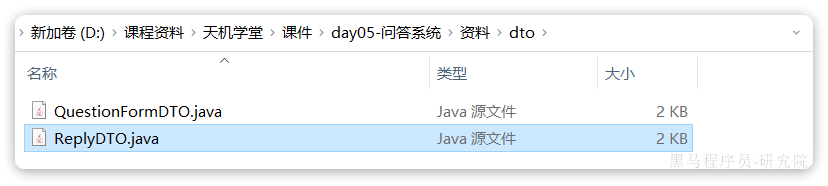 新加卷 (D:) › 课程资料 › 天机学堂 › 课件 › day05-问答系统 › 资料 › dto
名称 类型 大小
QuestionFormDTO.java Java 源文件 2 KB
ReplyDTO.java Java 源文件 2 KB
黑马程序员-研究院